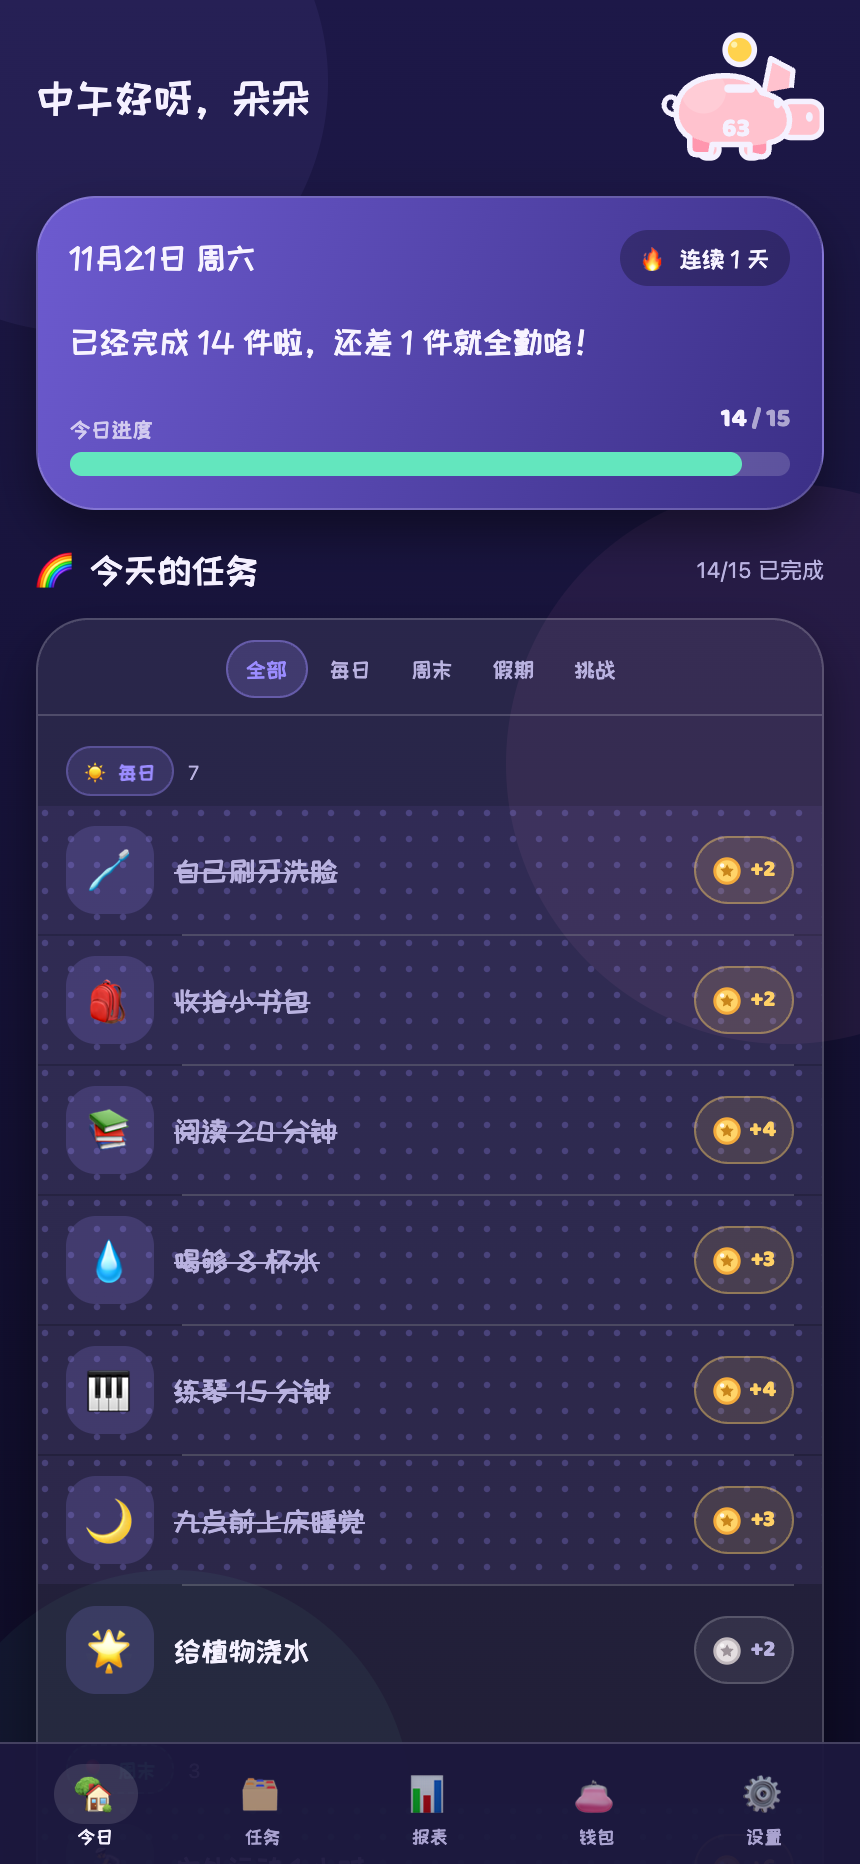 中午好呀，朵朵
63
11月21日 周六
连续 1 天
已经完成 14 件啦，还差 1 件就全勤咯！
今日进度
14 / 15
今天的任务
14/15 已完成
全部 每日 周末 假期 挑战
每日 7
自己刷牙洗脸 +2
收拾小书包 +2
阅读 20 分钟 +4
喝够 8 杯水 +3
练琴 15 分钟 +4
九点前上床睡觉 +3
给植物浇水 +2
周末 3
今日 任务 报表 钱包 设置